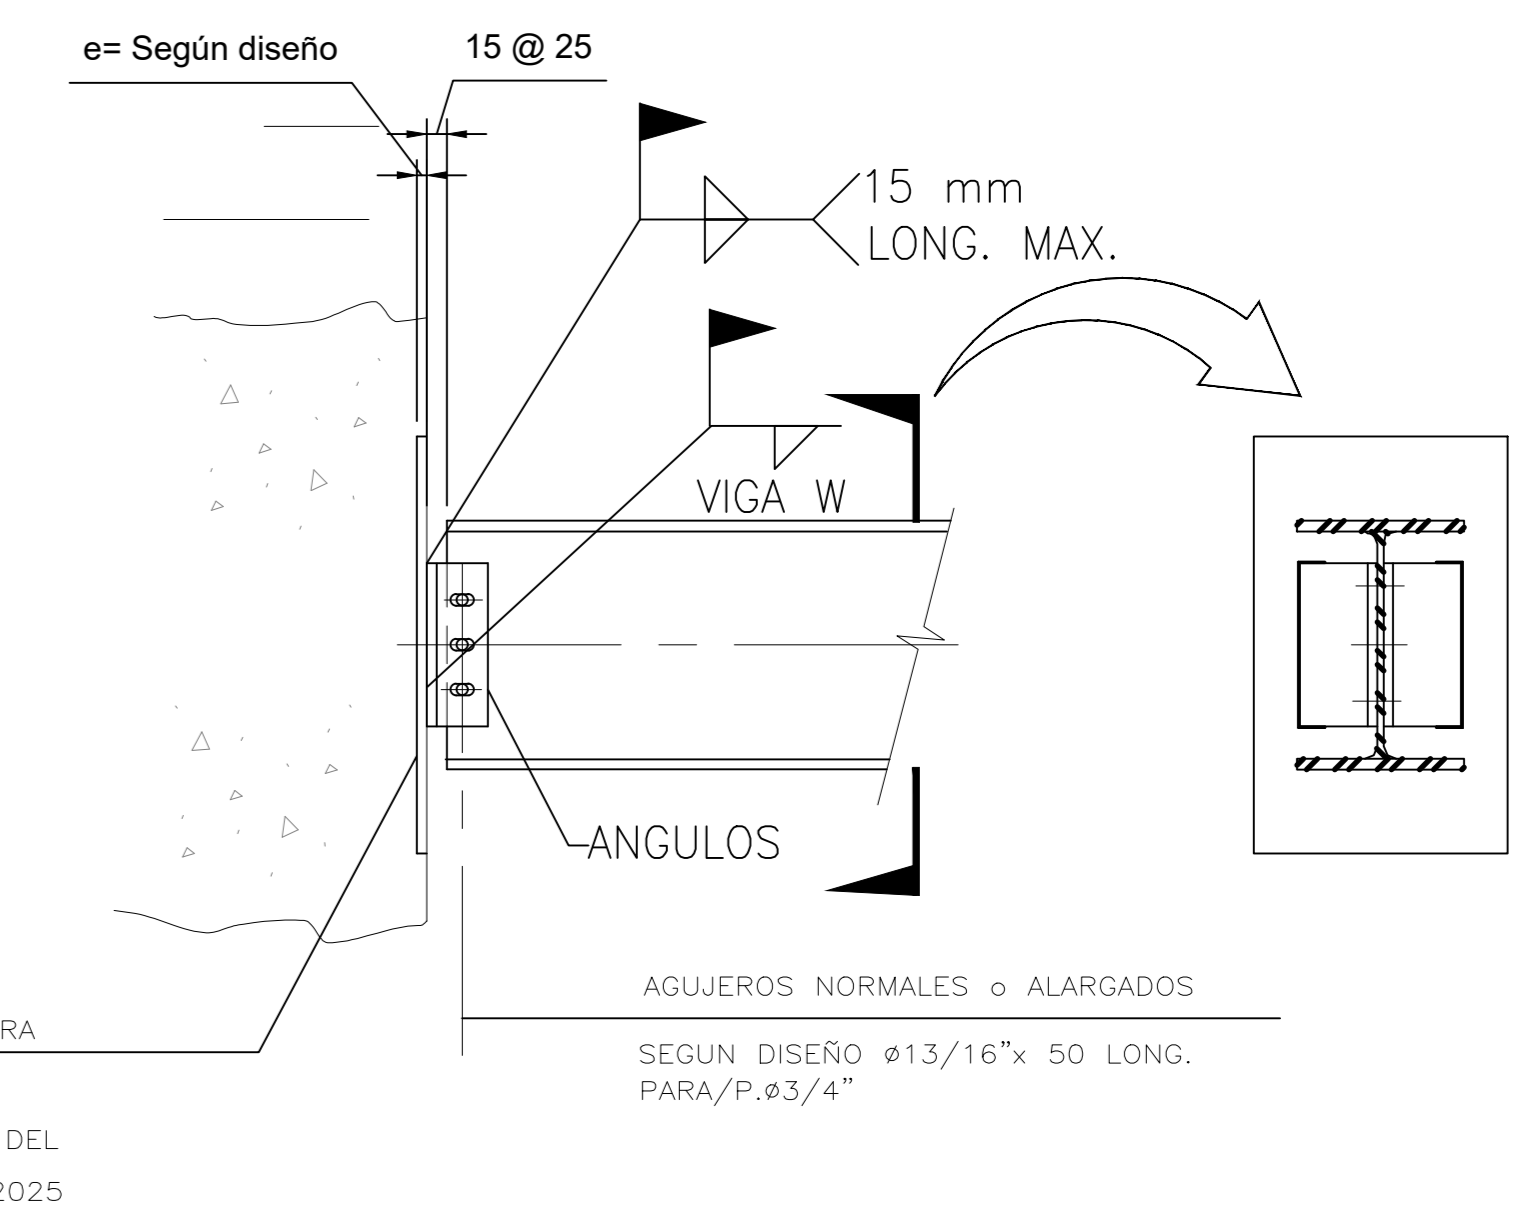 e= Según diseño
15 @ 25
15 mm
LONG. MAX.
VIGA W
ANGULOS
AGUJEROS NORMALES o ALARGADOS
RA
SEGUN DISEÑO ø13/16”x 50 LONG.
PARA/P.ø3/4”
DEL
2025